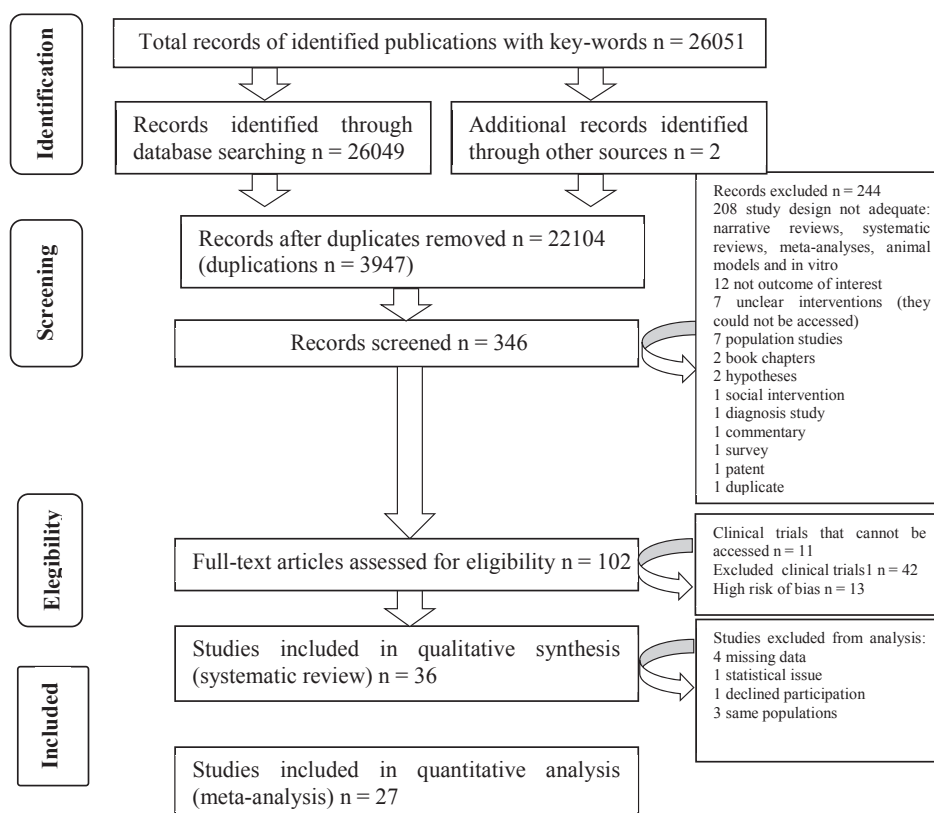 Identification
Total records of identified publications with key-words n = 26051
Records identified through
database searching n = 26049
Additional records identified
through other sources n = 2
Screening
Records after duplicates removed n = 22104
(duplications n = 3947)
Records screened n = 346
Records excluded n = 244
208 study design not adequate:
narrative reviews, systematic
reviews, meta-analyses, animal
models and in vitro
12 not outcome of interest
7 unclear interventions (they
could not be accessed)
7 population studies
2 book chapters
2 hypotheses
1 social intervention
1 diagnosis study
1 commentary
1 survey
1 patent
1 duplicate
Elegibility
Full-text articles assessed for eligibility n = 102
Clinical trials that cannot be
accessed n = 11
Excluded clinical trials1 n = 42
High risk of bias n = 13
Included
Studies included in qualitative synthesis
(systematic review) n = 36
Studies excluded from analysis:
4 missing data
1 statistical issue
1 declined participation
3 same populations
Studies included in quantitative analysis
(meta-analysis) n = 27